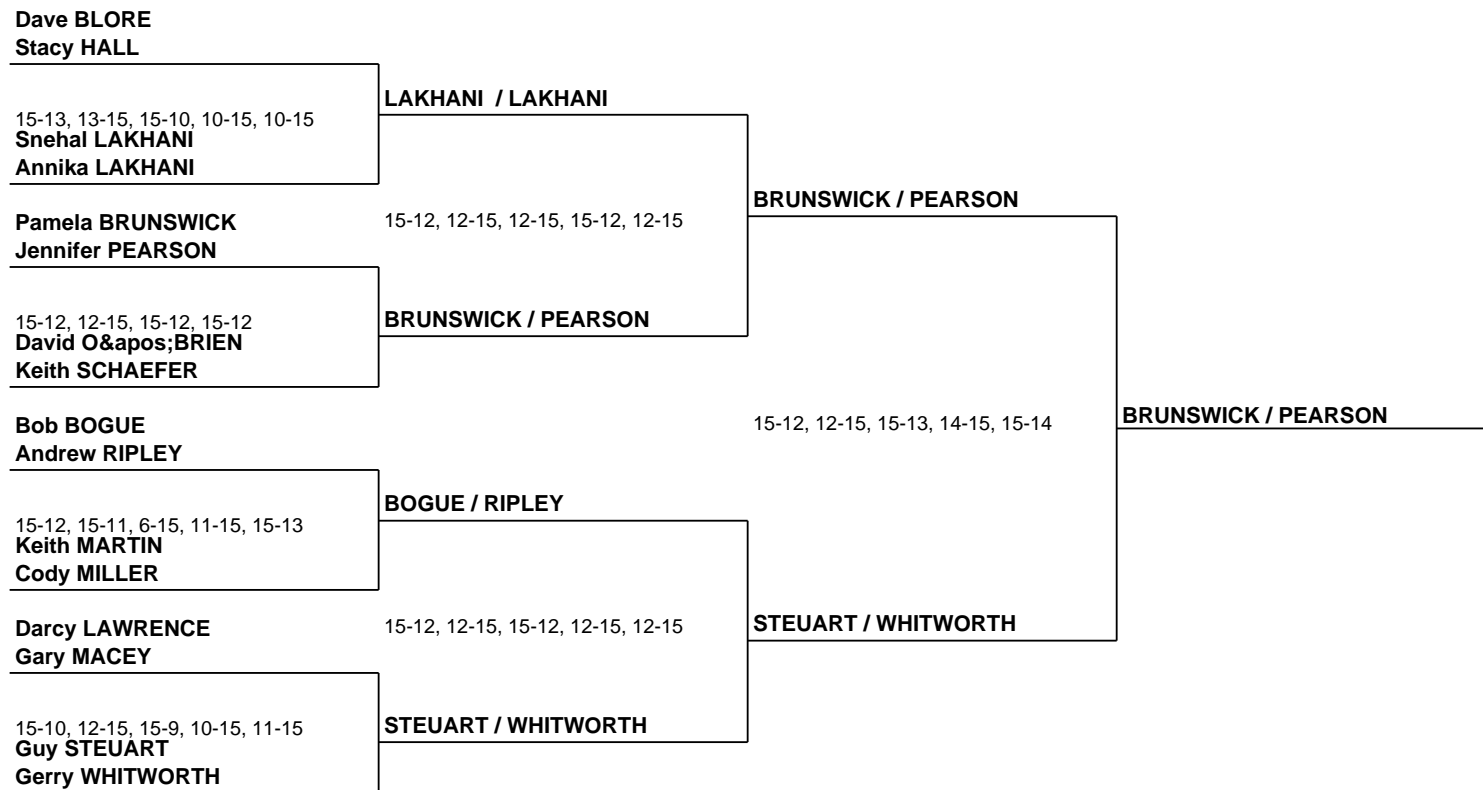 Dave BLORE
Stacy HALL
15-13, 13-15, 15-10, 10-15, 10-15
Snehal LAKHANI
Annika LAKHANI
Pamela BRUNSWICK
Jennifer PEARSON
15-12, 12-15, 15-12, 15-12
David O&apos;BRIEN
Keith SCHAEFER
Bob BOGUE
Andrew RIPLEY
15-12, 15-11, 6-15, 11-15, 15-13
Keith MARTIN
Cody MILLER
Darcy LAWRENCE
Gary MACEY
15-10, 12-15, 15-9, 10-15, 11-15
Guy STEUART
Gerry WHITWORTH
LAKHANI / LAKHANI
15-12, 12-15, 12-15, 15-12, 12-15
BRUNSWICK / PEARSON
BOGUE / RIPLEY
15-12, 12-15, 15-12, 12-15, 12-15
STEUART / WHITWORTH
BRUNSWICK / PEARSON
15-12, 12-15, 15-13, 14-15, 15-14
STEUART / WHITWORTH
BRUNSWICK / PEARSON